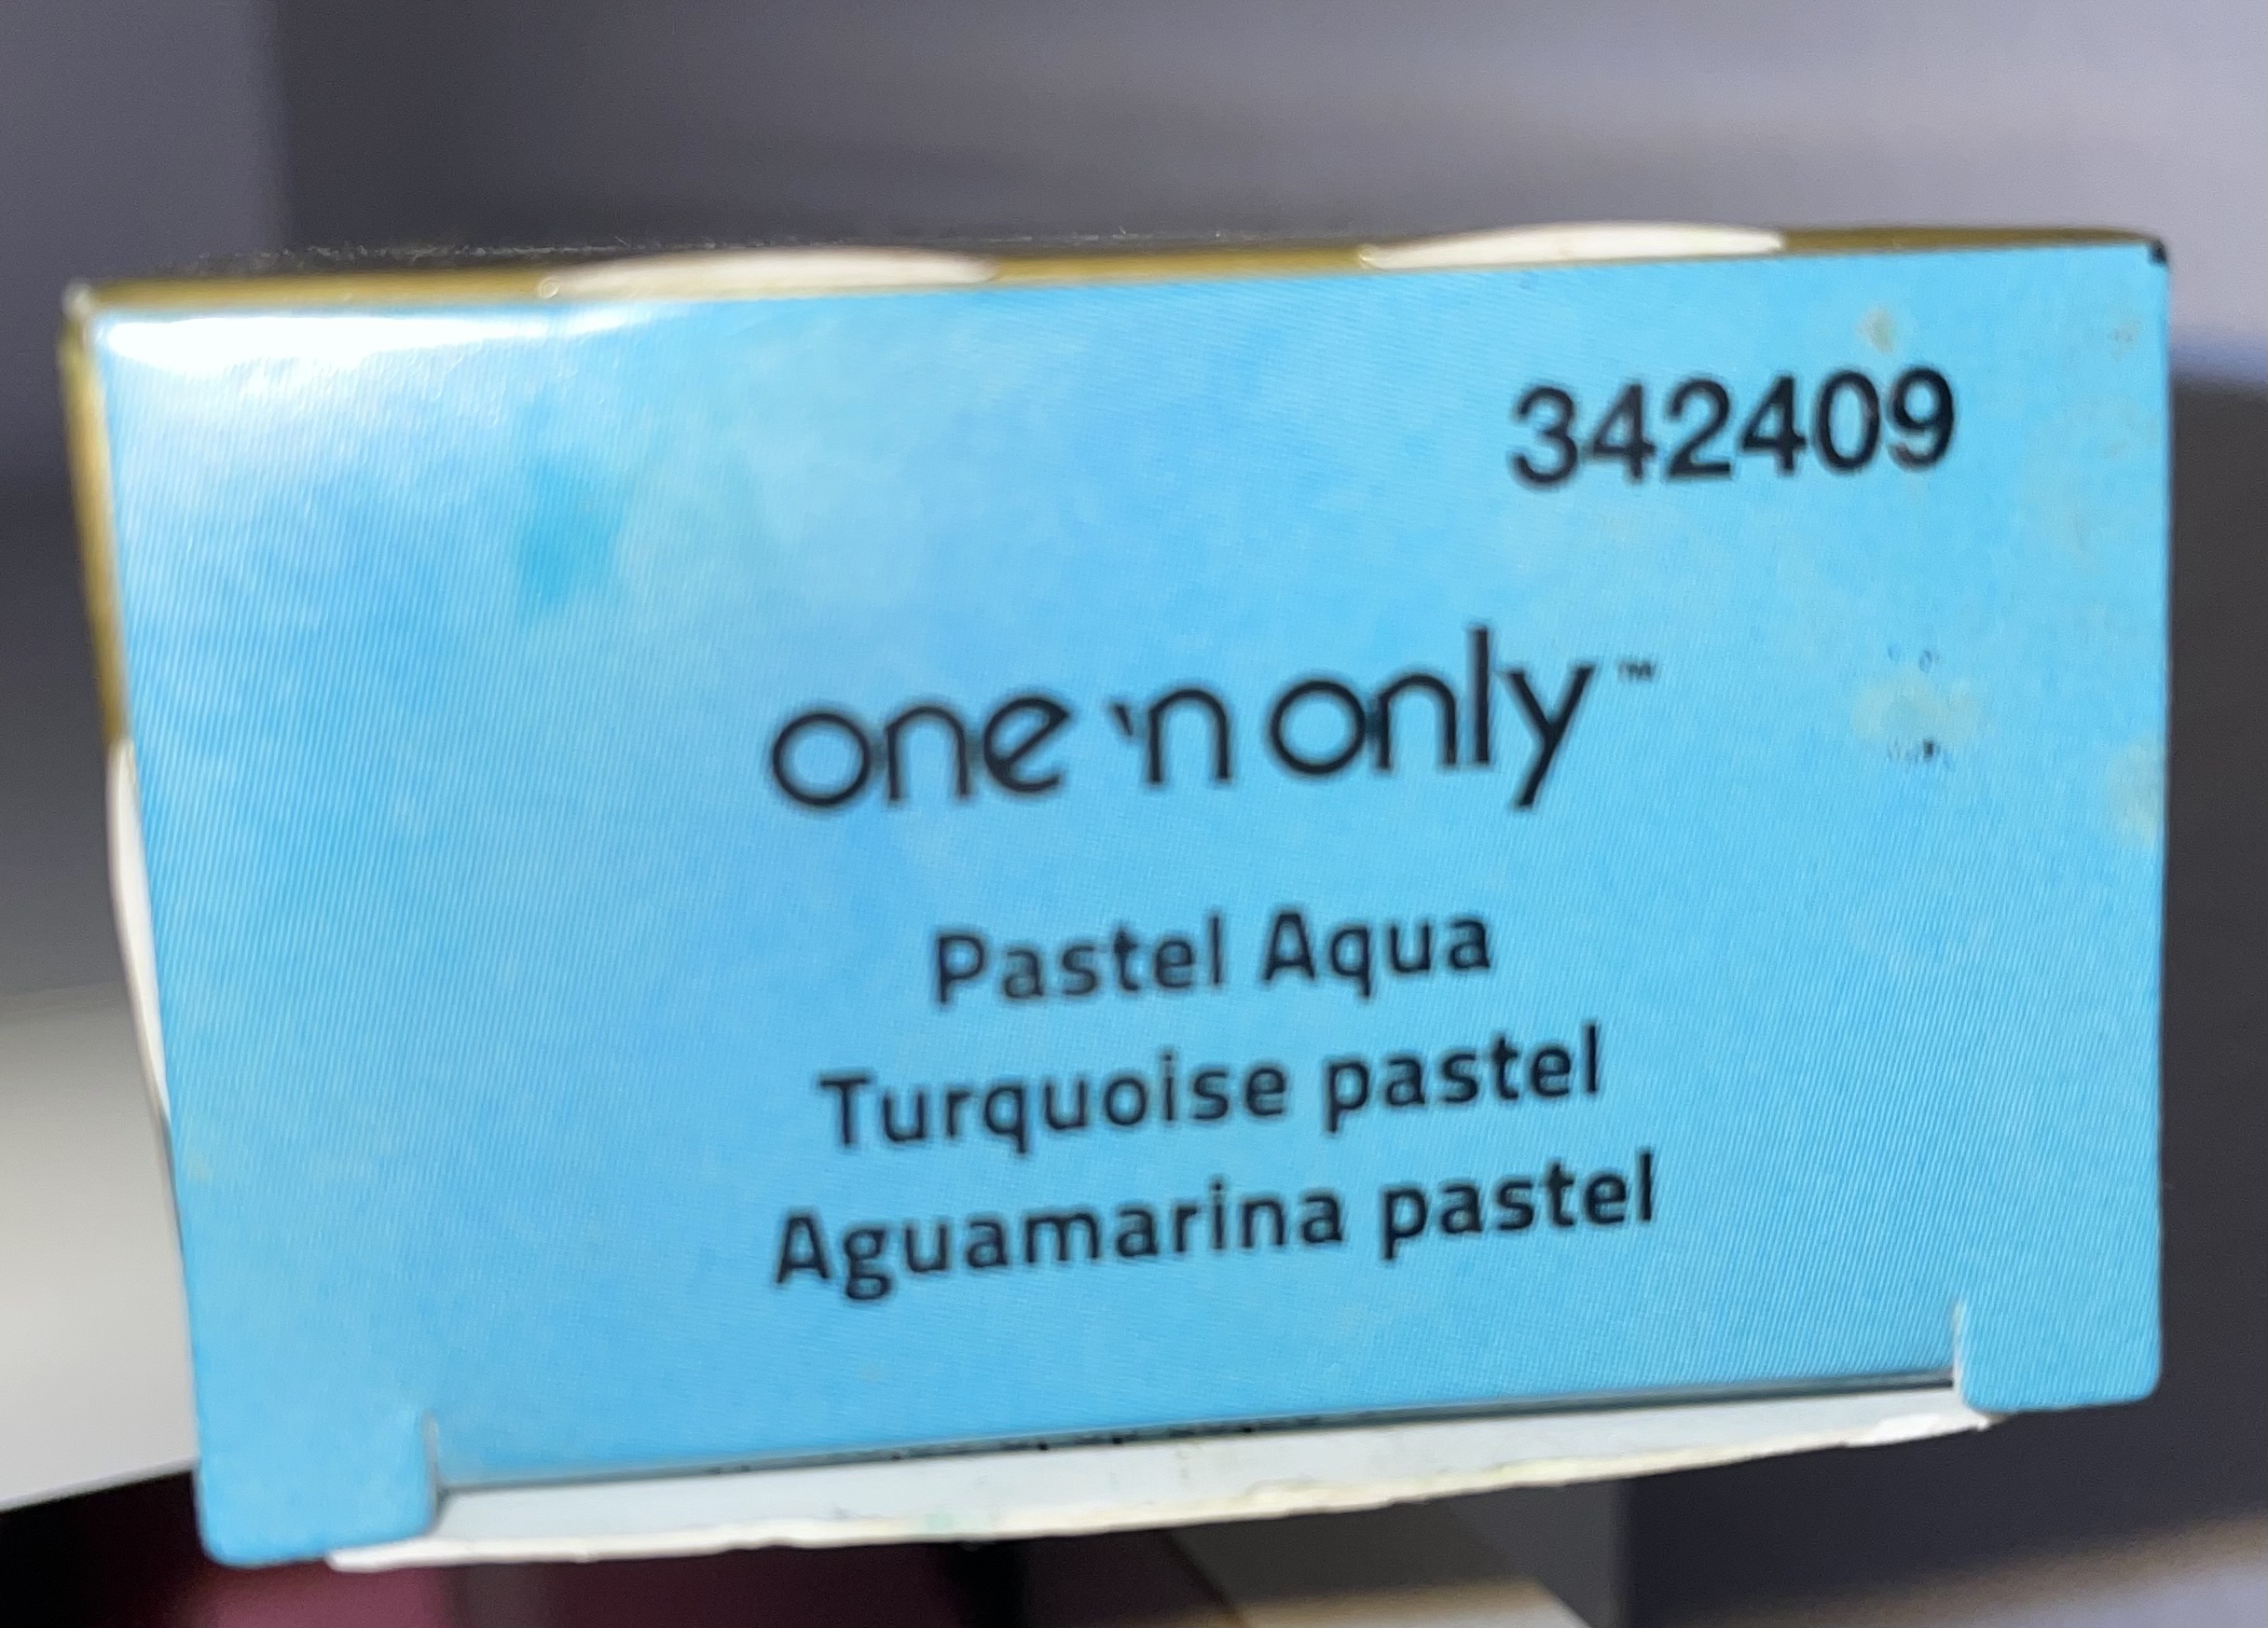 342409
one 'n only™
Pastel Aqua
Turquoise pastel
Aguamarina pastel